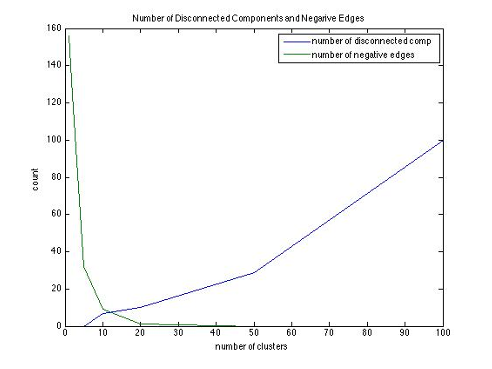 Number of Disconnected Components and Negarive Edges
number of disconnected comp
number of negative edges
160
140
120
100
80
60
40
20
0
count
0 10 20 30 40 50 60 70 80 90 100
number of clusters